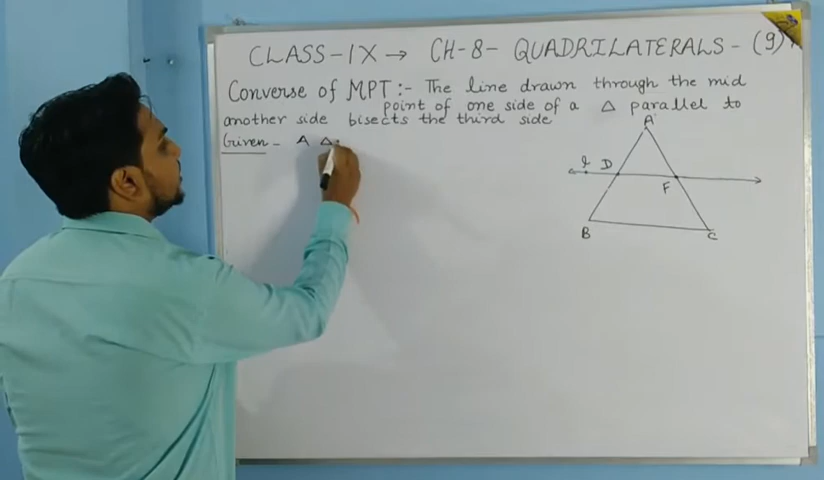 CLASS-IX → CH-8- QUADRILATERALS-(9)
Converse of MPT :- The line drawn through the mid
point of one side of a △ parallel to
another side bisects the third side
Given - A △
A
l D
F
B C